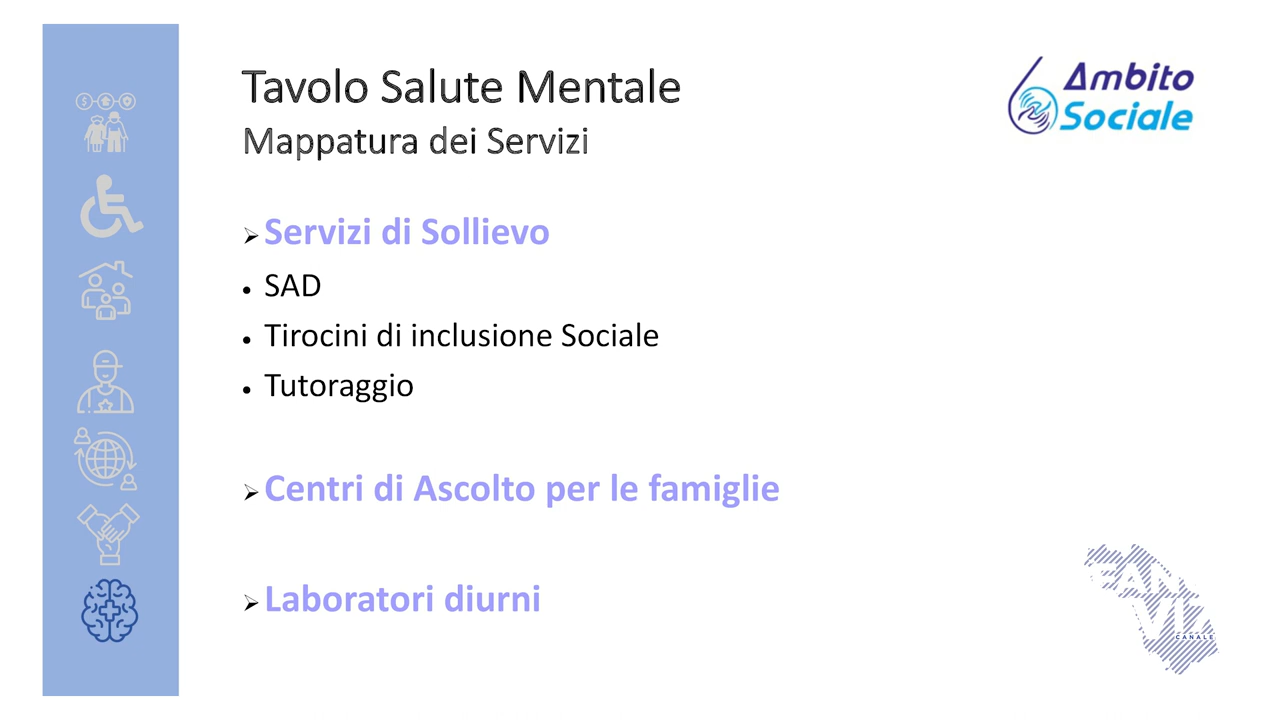 Tavolo Salute Mentale
Mappatura dei Servizi
6 Ambito
Sociale
Servizi di Sollievo
SAD
Tirocini di inclusione Sociale
Tutoraggio
Centri di Ascolto per le famiglie
Laboratori diurni
CANALE